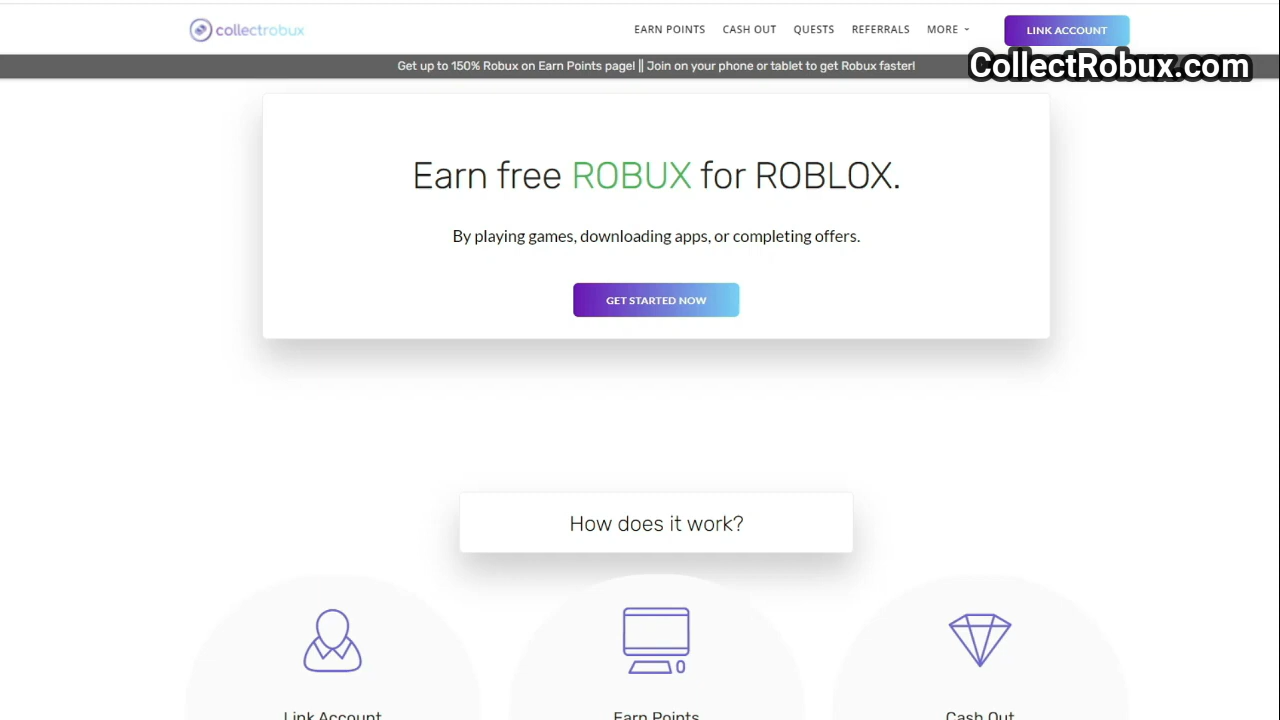 collectrobux
EARN POINTS CASH OUT QUESTS REFERRALS MORE LINK ACCOUNT
Get up to 150% Robux on Earn Points page! || Join on your phone or tablet to get Robux faster!
CollectRobux.com
Earn free ROBUX for ROBLOX.
By playing games, downloading apps, or completing offers.
GET STARTED NOW
How does it work?
Link Account Earn Points Cash Out